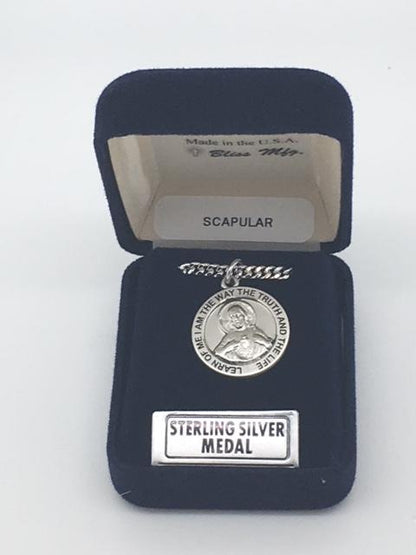 Made in the U.S.A.
Bliss Mfg.
SCAPULAR
LEARN OF ME I AM THE WAY THE TRUTH AND THE LIFE
STERLING SILVER
MEDAL